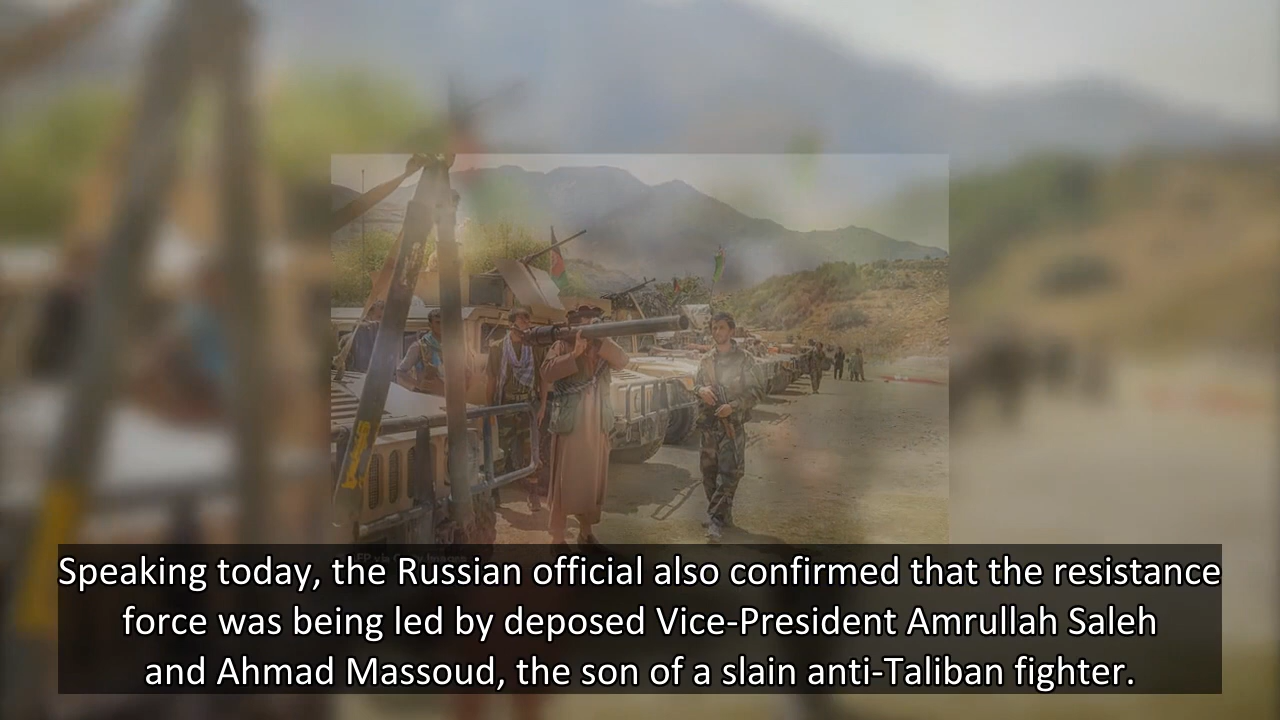 Speaking today, the Russian official also confirmed that the resistance
force was being led by deposed Vice-President Amrullah Saleh
and Ahmad Massoud, the son of a slain anti-Taliban fighter.